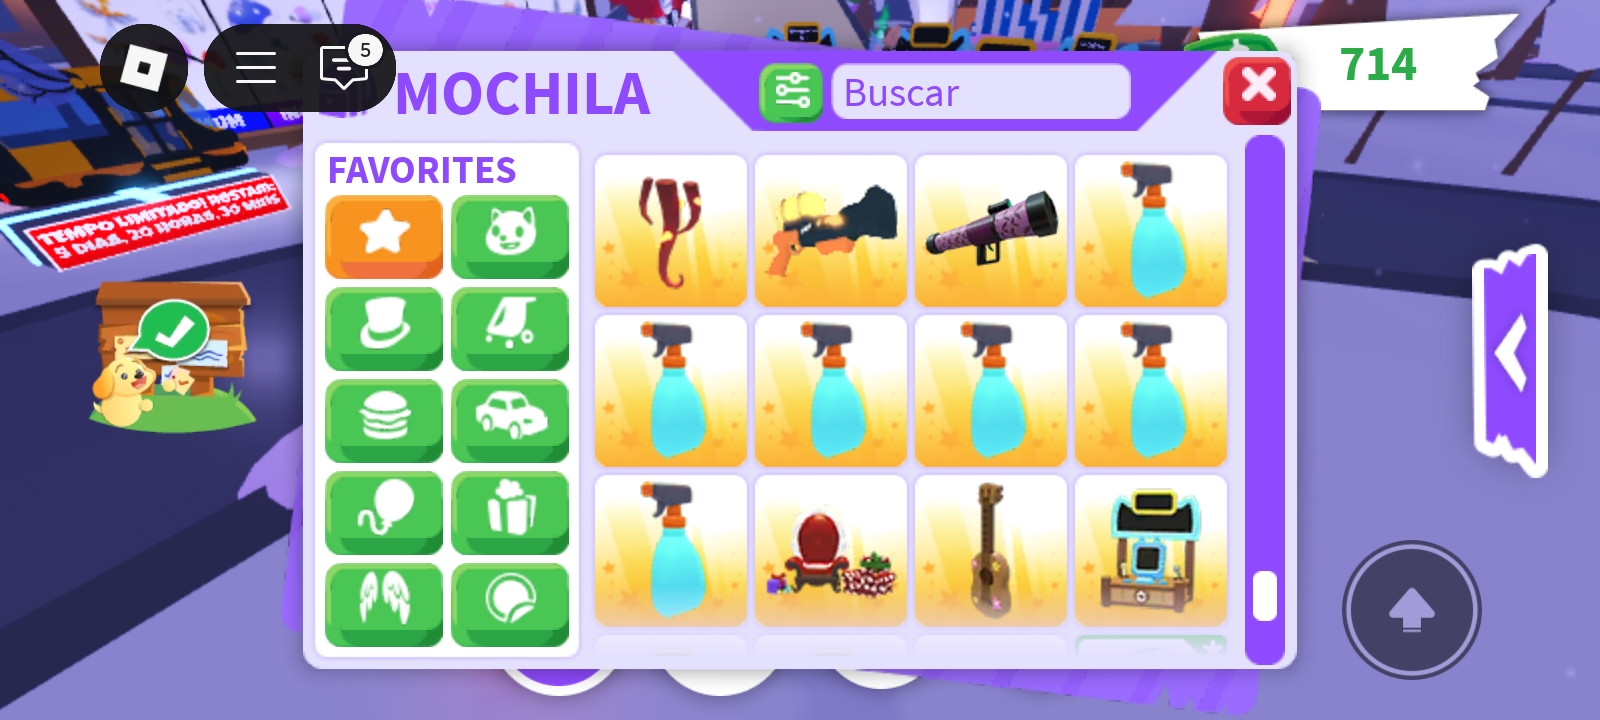 5
MOCHILA
Buscar
714
FAVORITES
TEMPO LIMITADO! RESTAM:
5 DIAS, 20 HORAS, 30 MINS